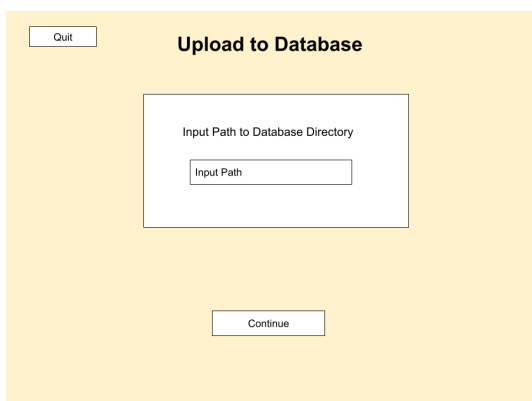 Quit
Upload to Database
Input Path to Database Directory
Input Path
Continue